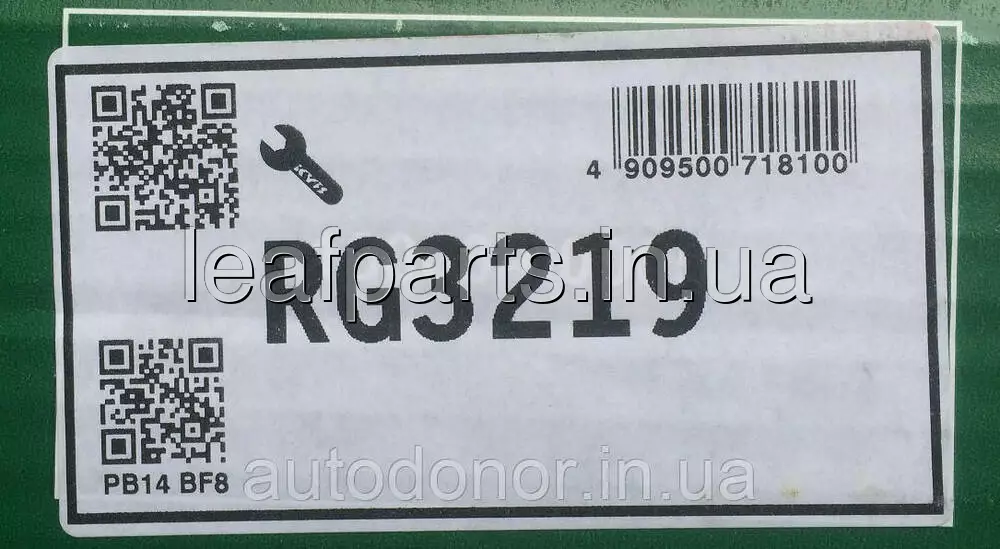 KYB
4 909500 718100
leafparts.in.ua
RG3219
PB14 BF8
autodonor.in.ua